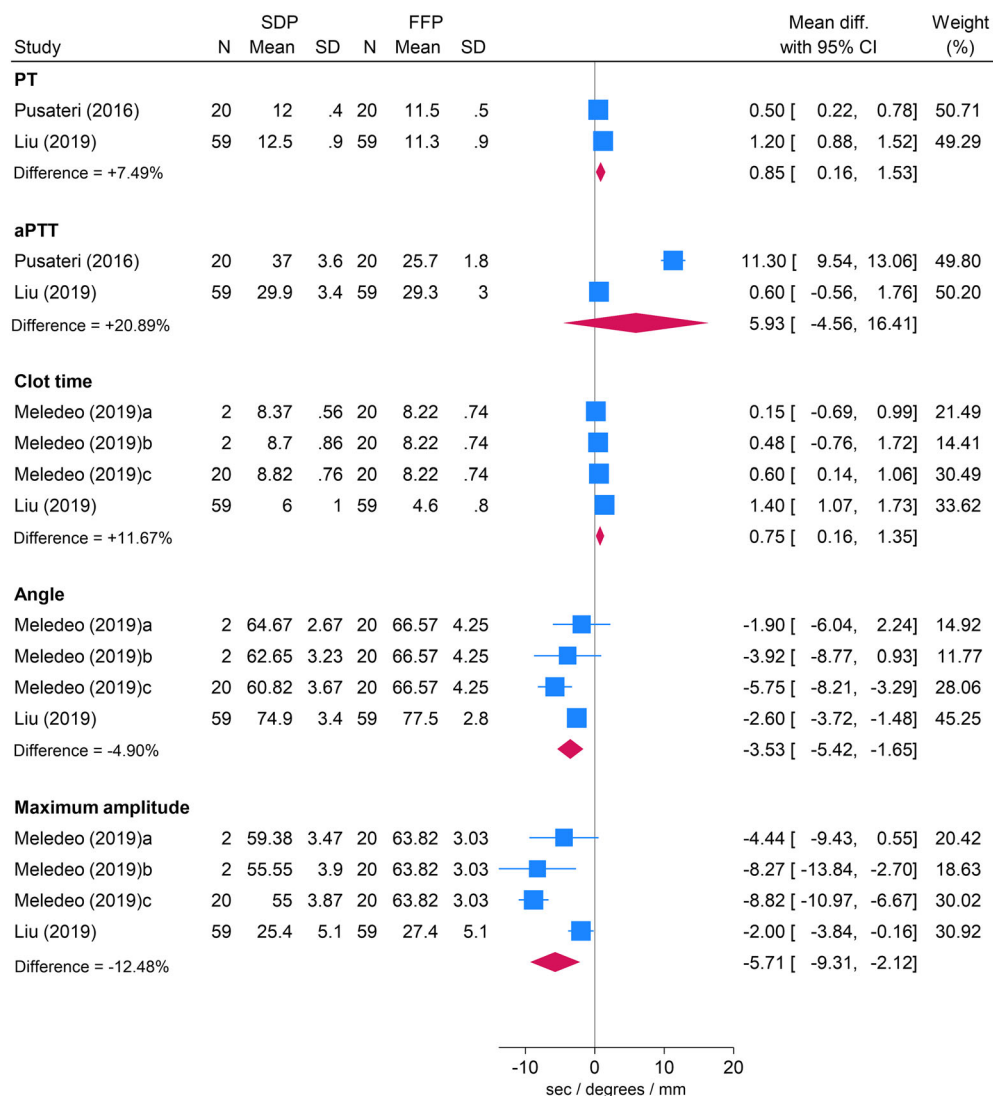 SDP FFP Mean diff. Weight
Study N Mean SD N Mean SD with 95% CI (%)
PT
Pusateri (2016) 20 12 .4 20 11.5 .5 0.50 [ 0.22, 0.78] 50.71
Liu (2019) 59 12.5 .9 59 11.3 .9 1.20 [ 0.88, 1.52] 49.29
Difference = +7.49% 0.85 [ 0.16, 1.53]
aPTT
Pusateri (2016) 20 37 3.6 20 25.7 1.8 11.30 [ 9.54, 13.06] 49.80
Liu (2019) 59 29.9 3.4 59 29.3 3 0.60 [ -0.56, 1.76] 50.20
Difference = +20.89% 5.93 [ -4.56, 16.41]
Clot time
Meledeo (2019)a 2 8.37 .56 20 8.22 .74 0.15 [ -0.69, 0.99] 21.49
Meledeo (2019)b 2 8.7 .86 20 8.22 .74 0.48 [ -0.76, 1.72] 14.41
Meledeo (2019)c 20 8.82 .76 20 8.22 .74 0.60 [ 0.14, 1.06] 30.49
Liu (2019) 59 6 1 59 4.6 .8 1.40 [ 1.07, 1.73] 33.62
Difference = +11.67% 0.75 [ 0.16, 1.35]
Angle
Meledeo (2019)a 2 64.67 2.67 20 66.57 4.25 -1.90 [ -6.04, 2.24] 14.92
Meledeo (2019)b 2 62.65 3.23 20 66.57 4.25 -3.92 [ -8.77, 0.93] 11.77
Meledeo (2019)c 20 60.82 3.67 20 66.57 4.25 -5.75 [ -8.21, -3.29] 28.06
Liu (2019) 59 74.9 3.4 59 77.5 2.8 -2.60 [ -3.72, -1.48] 45.25
Difference = -4.90% -3.53 [ -5.42, -1.65]
Maximum amplitude
Meledeo (2019)a 2 59.38 3.47 20 63.82 3.03 -4.44 [ -9.43, 0.55] 20.42
Meledeo (2019)b 2 55.55 3.9 20 63.82 3.03 -8.27 [ -13.84, -2.70] 18.63
Meledeo (2019)c 20 55 3.87 20 63.82 3.03 -8.82 [ -10.97, -6.67] 30.02
Liu (2019) 59 25.4 5.1 59 27.4 5.1 -2.00 [ -3.84, -0.16] 30.92
Difference = -12.48% -5.71 [ -9.31, -2.12]
-10 0 10 20
sec / degrees / mm